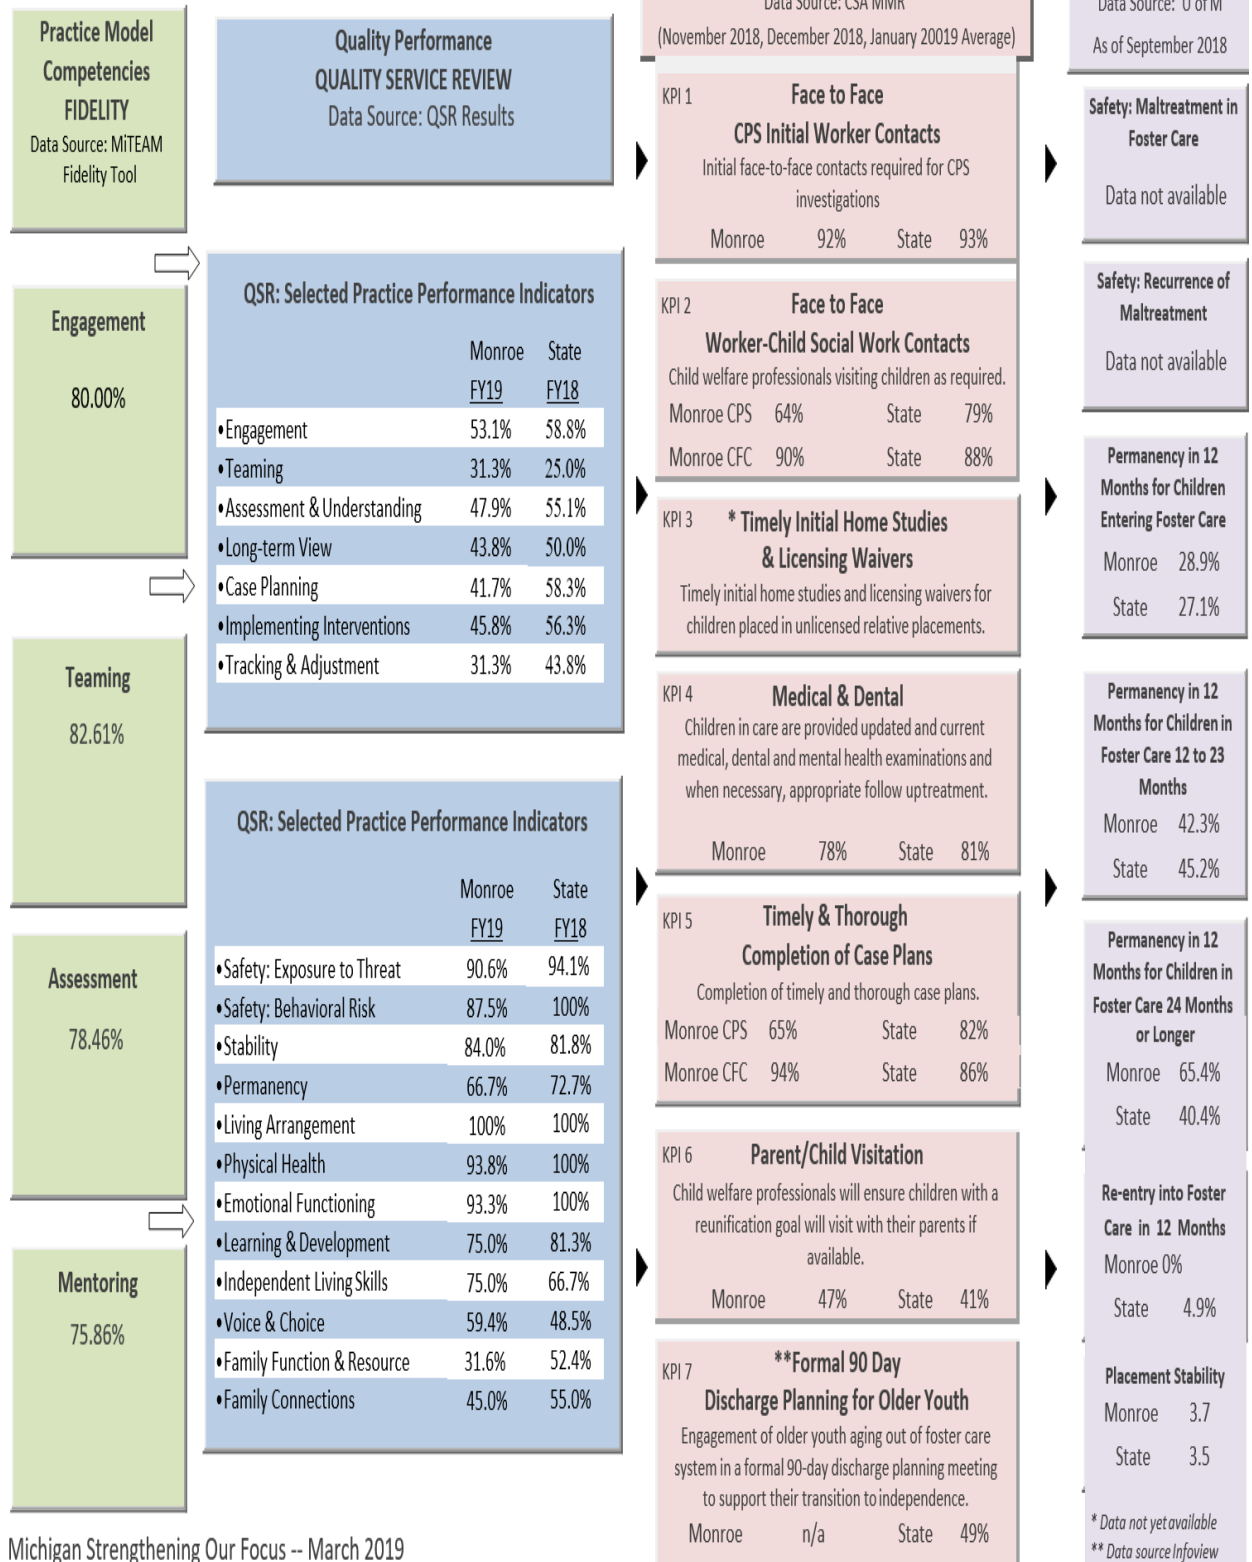 Practice Model
Competencies
FIDELITY
Data Source: MiTEAM
Fidelity Tool
Engagement
80.00%
Teaming
82.61%
Assessment
78.46%
Mentoring
75.86%
Quality Performance
QUALITY SERVICE REVIEW
Data Source: QSR Results
QSR: Selected Practice Performance Indicators
Monroe State
FY19 FY18
•Engagement 53.1% 58.8%
•Teaming 31.3% 25.0%
•Assessment & Understanding 47.9% 55.1%
•Long-term View 43.8% 50.0%
•Case Planning 41.7% 58.3%
•Implementing Interventions 45.8% 56.3%
•Tracking & Adjustment 31.3% 43.8%
QSR: Selected Practice Performance Indicators
Monroe State
FY19 FY18
•Safety: Exposure to Threat 90.6% 94.1%
•Safety: Behavioral Risk 87.5% 100%
•Stability 84.0% 81.8%
•Permanency 66.7% 72.7%
•Living Arrangement 100% 100%
•Physical Health 93.8% 100%
•Emotional Functioning 93.3% 100%
•Learning & Development 75.0% 81.3%
•Independent Living Skills 75.0% 66.7%
•Voice & Choice 59.4% 48.5%
•Family Function & Resource 31.6% 52.4%
•Family Connections 45.0% 55.0%
Data Source: CSA MMR
(November 2018, December 2018, January 20019 Average)
KPI 1 Face to Face
CPS Initial Worker Contacts
Initial face-to-face contacts required for CPS
investigations
Monroe 92% State 93%
KPI 2 Face to Face
Worker-Child Social Work Contacts
Child welfare professionals visiting children as required.
Monroe CPS 64% State 79%
Monroe CFC 90% State 88%
KPI 3 * Timely Initial Home Studies
& Licensing Waivers
Timely initial home studies and licensing waivers for
children placed in unlicensed relative placements.
KPI 4 Medical & Dental
Children in care are provided updated and current
medical, dental and mental health examinations and
when necessary, appropriate follow uptreatment.
Monroe 78% State 81%
KPI 5 Timely & Thorough
Completion of Case Plans
Completion of timely and thorough case plans.
Monroe CPS 65% State 82%
Monroe CFC 94% State 86%
KPI 6 Parent/Child Visitation
Child welfare professionals will ensure children with a
reunification goal will visit with their parents if
available.
Monroe 47% State 41%
KPI 7 **Formal 90 Day
Discharge Planning for Older Youth
Engagement of older youth aging out of foster care
system in a formal 90-day discharge planning meeting
to support their transition to independence.
Monroe n/a State 49%
Data Source: U of M
As of September 2018
Safety: Maltreatment in
Foster Care
Data not available
Safety: Recurrence of
Maltreatment
Data not available
Permanency in 12
Months for Children
Entering Foster Care
Monroe 28.9%
State 27.1%
Permanency in 12
Months for Children in
Foster Care 12 to 23
Months
Monroe 42.3%
State 45.2%
Permanency in 12
Months for Children in
Foster Care 24 Months
or Longer
Monroe 65.4%
State 40.4%
Re-entry into Foster
Care in 12 Months
Monroe 0%
State 4.9%
Placement Stability
Monroe 3.7
State 3.5
* Data not yet available
** Data source Infoview
Michigan Strengthening Our Focus -- March 2019